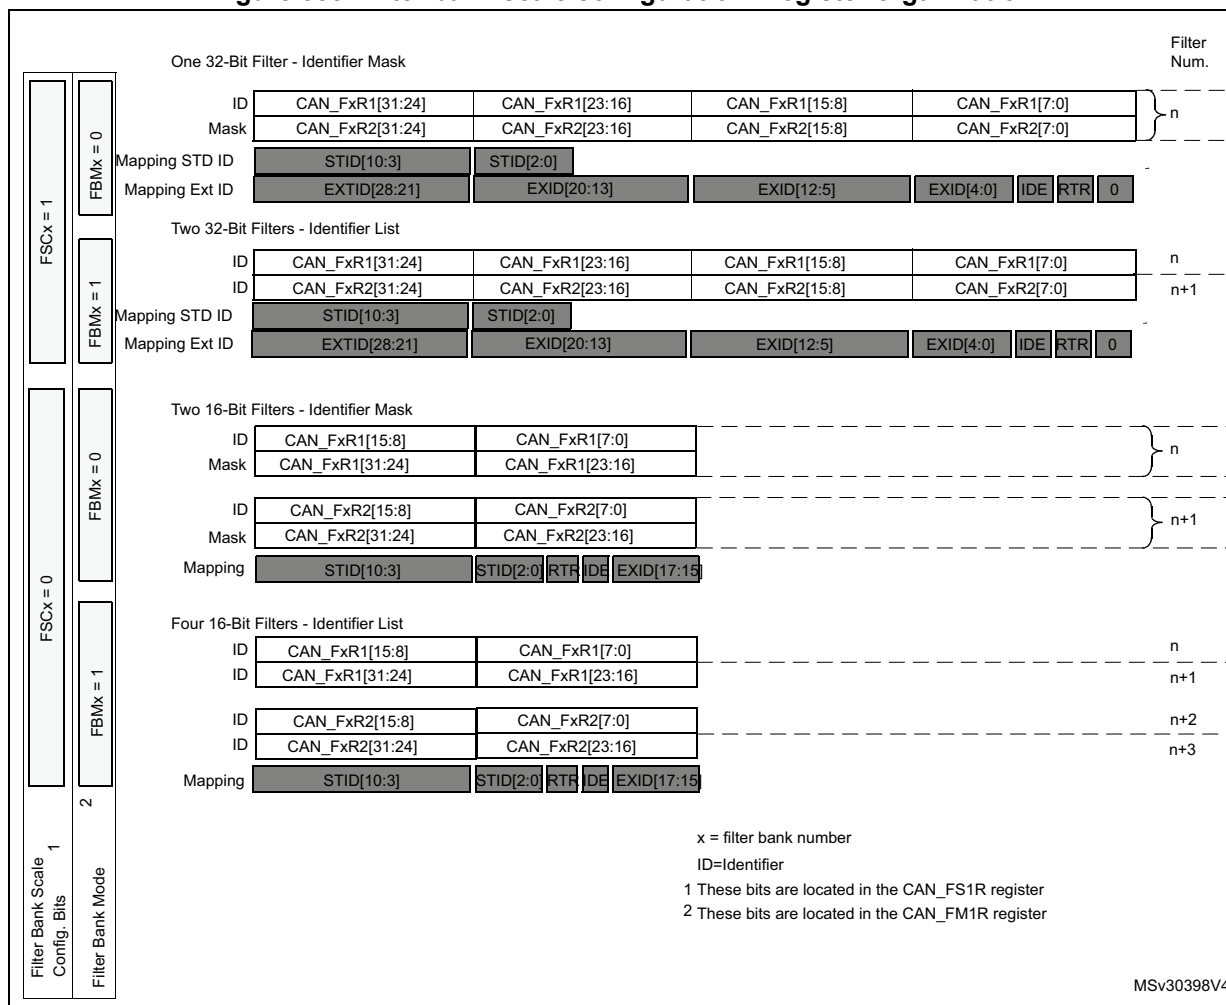 Filter
Num.
One 32-Bit Filter - Identifier Mask
ID CAN_FxR1[31:24] CAN_FxR1[23:16] CAN_FxR1[15:8] CAN_FxR1[7:0]
n
Mask CAN_FxR2[31:24] CAN_FxR2[23:16] CAN_FxR2[15:8] CAN_FxR2[7:0]
Mapping STD ID STID[10:3] STID[2:0]
Mapping Ext ID EXTID[28:21] EXID[20:13] EXID[12:5] EXID[4:0] IDE RTR 0
Two 32-Bit Filters - Identifier List
ID CAN_FxR1[31:24] CAN_FxR1[23:16] CAN_FxR1[15:8] CAN_FxR1[7:0] n
ID CAN_FxR2[31:24] CAN_FxR2[23:16] CAN_FxR2[15:8] CAN_FxR2[7:0] n+1
Mapping STD ID STID[10:3] STID[2:0]
Mapping Ext ID EXTID[28:21] EXID[20:13] EXID[12:5] EXID[4:0] IDE RTR 0
FSCx = 1
FBMx = 0
FBMx = 1
Two 16-Bit Filters - Identifier Mask
ID CAN_FxR1[15:8] CAN_FxR1[7:0]
n
Mask CAN_FxR1[31:24] CAN_FxR1[23:16]
ID CAN_FxR2[15:8] CAN_FxR2[7:0]
n+1
Mask CAN_FxR2[31:24] CAN_FxR2[23:16]
Mapping STID[10:3] STID[2:0] RTR IDE EXID[17:15]
Four 16-Bit Filters - Identifier List
ID CAN_FxR1[15:8] CAN_FxR1[7:0] n
ID CAN_FxR1[31:24] CAN_FxR1[23:16] n+1
ID CAN_FxR2[15:8] CAN_FxR2[7:0] n+2
ID CAN_FxR2[31:24] CAN_FxR2[23:16] n+3
Mapping STID[10:3] STID[2:0] RTR IDE EXID[17:15]
FSCx = 0
FBMx = 0
FBMx = 1
Filter Bank Scale
Config. Bits 1
Filter Bank Mode 2
x = filter bank number
ID=Identifier
1 These bits are located in the CAN_FS1R register
2 These bits are located in the CAN_FM1R register
MSv30398V4